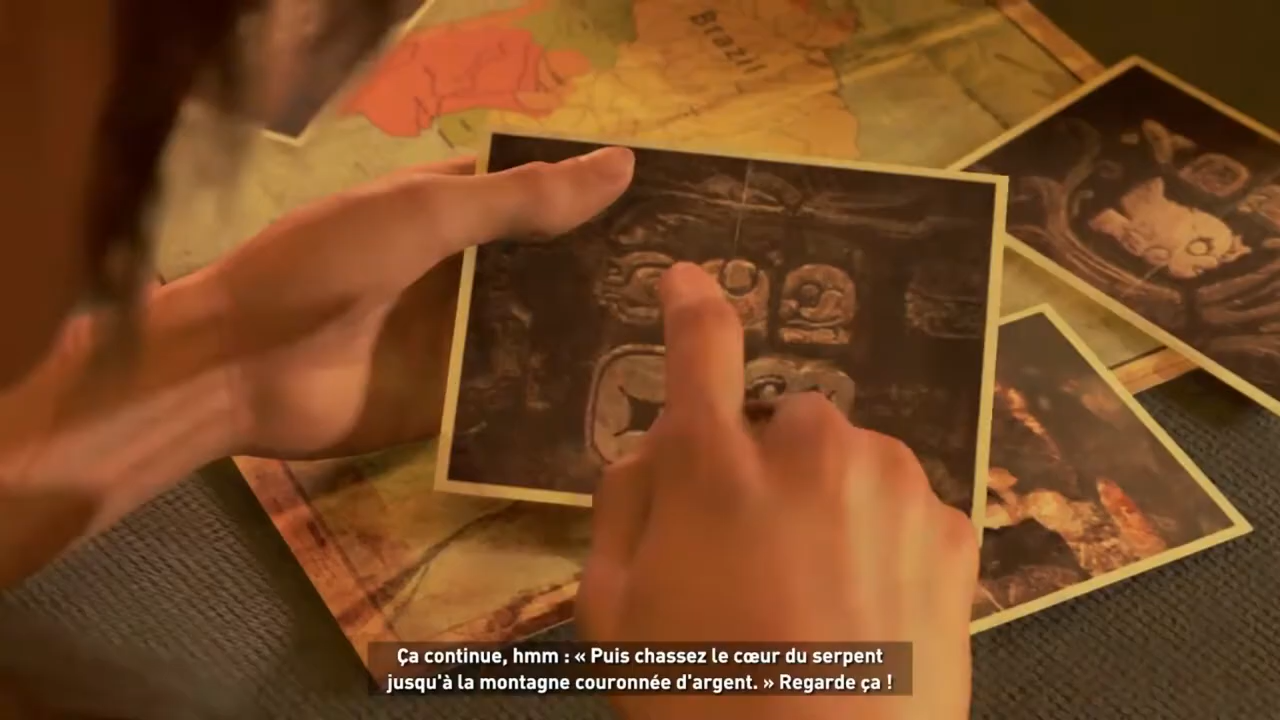 Brazil
Ça continue, hmm : « Puis chassez le cœur du serpent
jusqu'à la montagne couronnée d'argent. » Regarde ça !